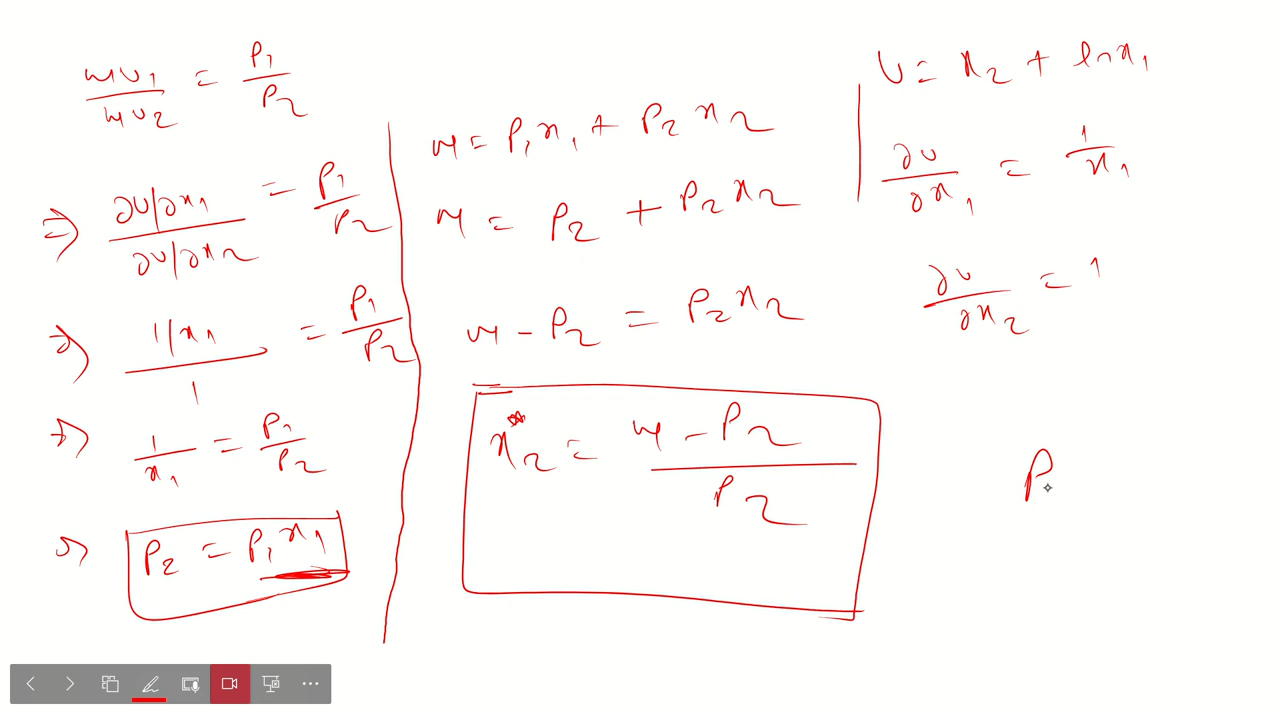 MU₁/MU₂ = P₁/P₂
⇒ (∂U/∂x₁)/(∂U/∂x₂) = P₁/P₂
⇒ (1/x₁)/1 = P₁/P₂
⇒ 1/x₁ = P₁/P₂
⇒ P₂ = P₁x₁
M = P₁x₁ + P₂x₂
M = P₂ + P₂x₂
M - P₂ = P₂x₂
x₂* = (M - P₂)/P₂
U = x₂ + ln x₁
∂U/∂x₁ = 1/x₁
∂U/∂x₂ = 1
P